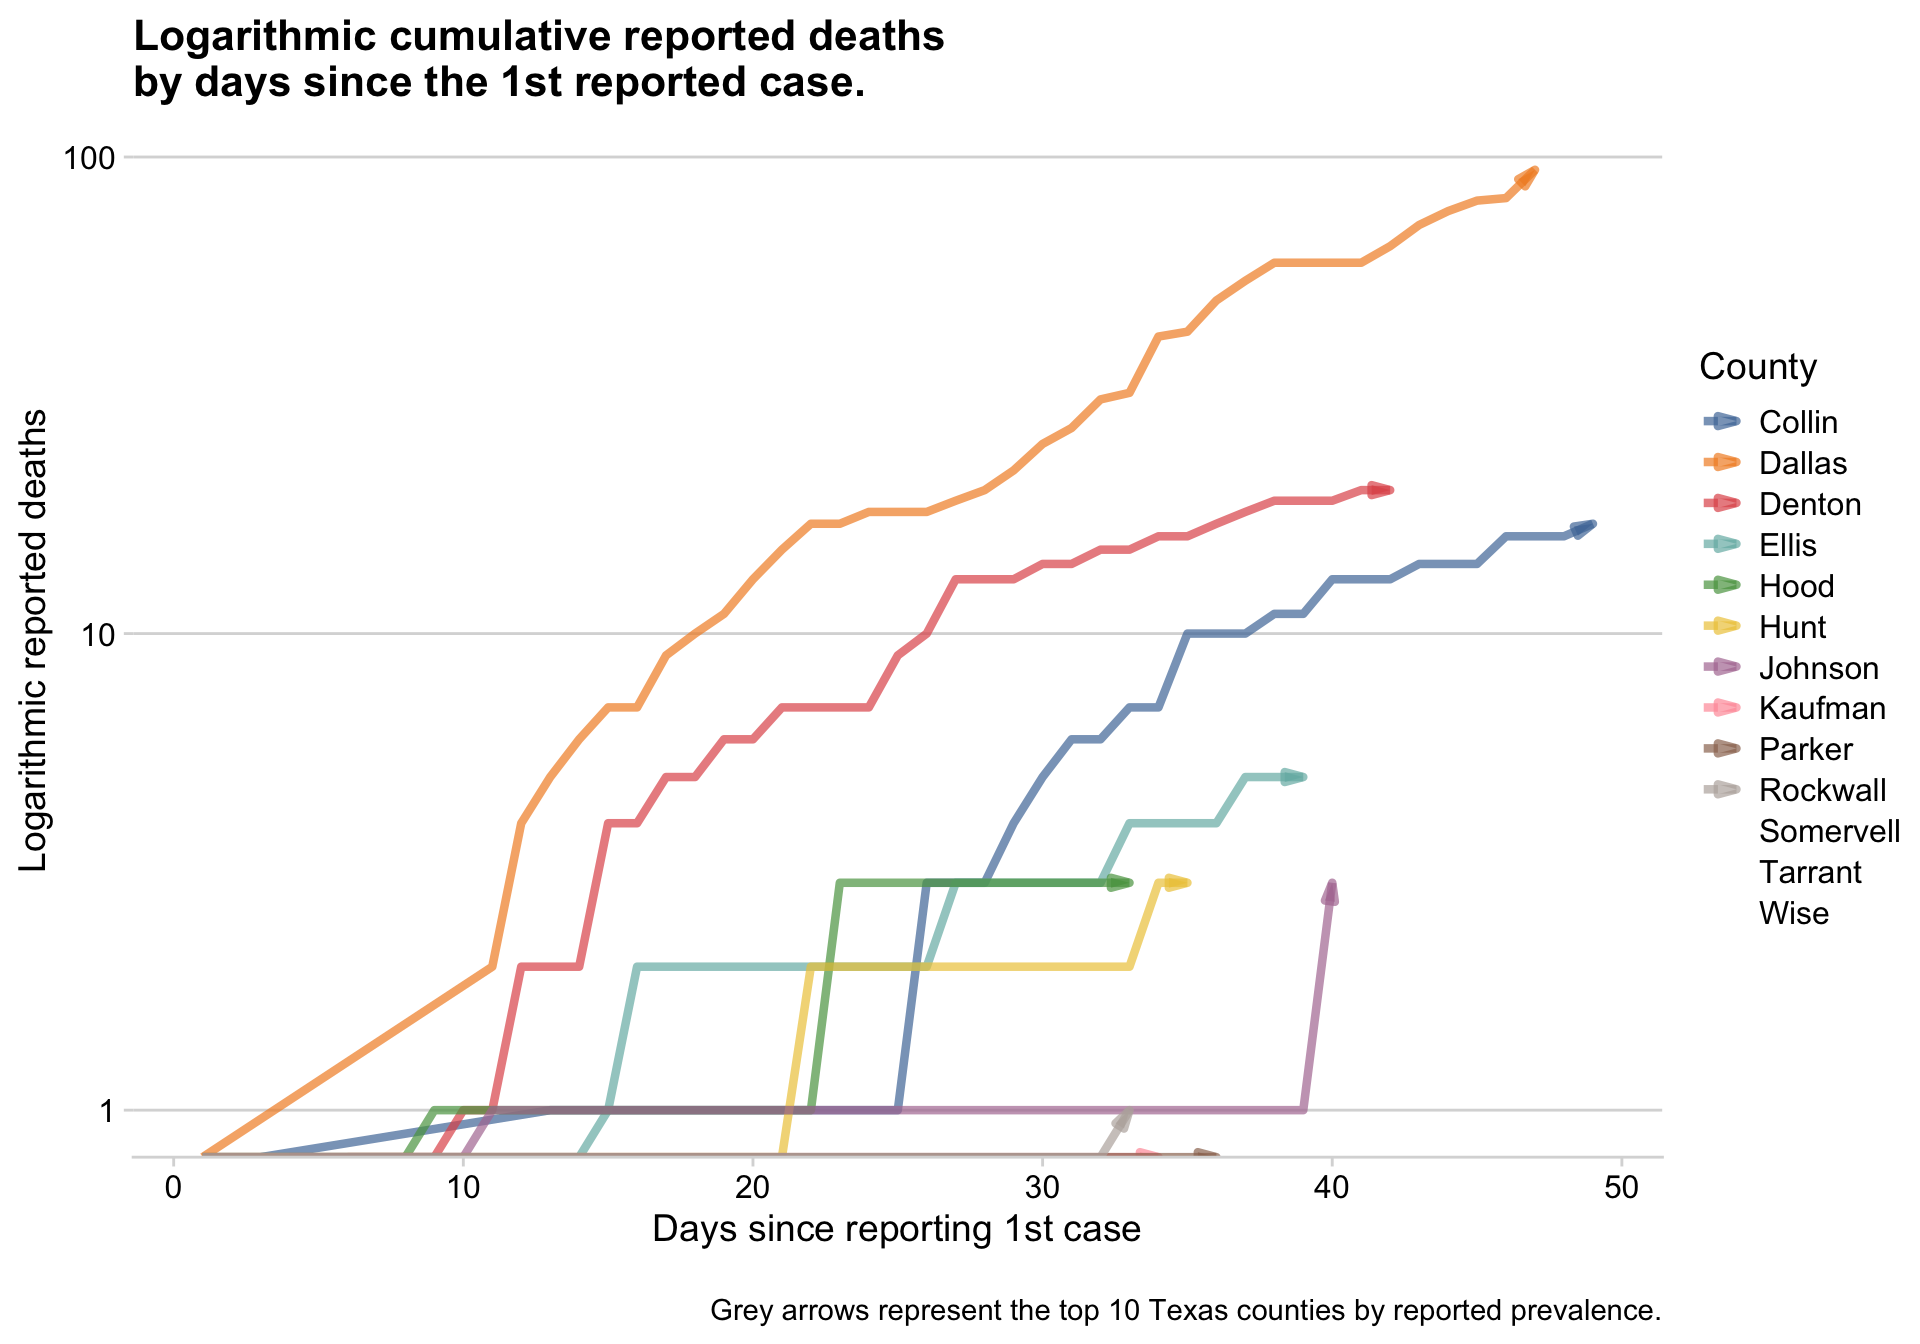 Logarithmic cumulative reported deaths
by days since the 1st reported case.
100
10
1
Logarithmic reported deaths
0 10 20 30 40 50
Days since reporting 1st case
County
Collin
Dallas
Denton
Ellis
Hood
Hunt
Johnson
Kaufman
Parker
Rockwall
Somervell
Tarrant
Wise
Grey arrows represent the top 10 Texas counties by reported prevalence.